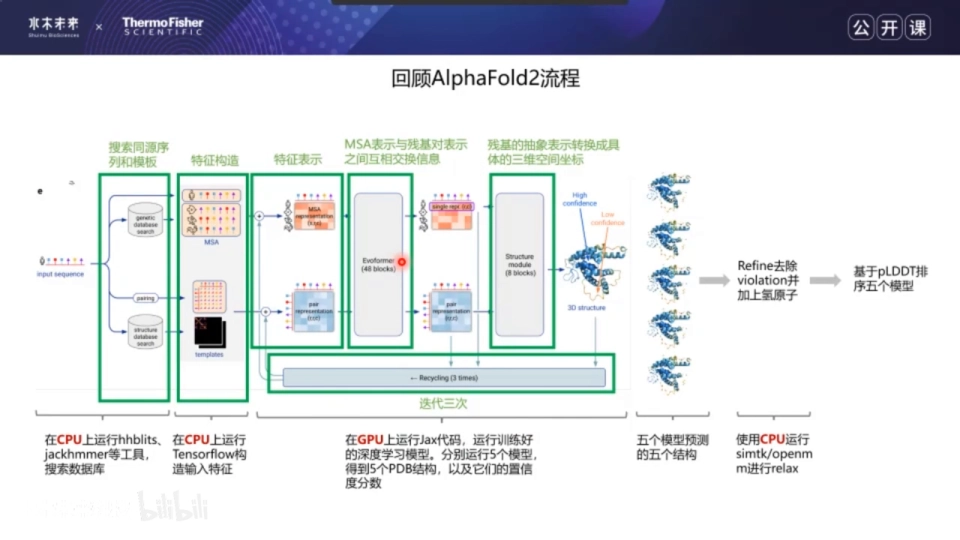 水木未来
Shuimu BioSciences
×
ThermoFisher
SCIENTIFIC
公开课
回顾AlphaFold2流程
搜索同源序
列和模板
特征构造
特征表示
MSA表示与残基对表示
之间互相交换信息
残基的抽象表示转换成具
体的三维空间坐标
e
input sequence
genetic
database
search
pairing
structure
database
search
MSA
templates
MSA
representation
(s,r,c)
pair
representation
(r,r,c)
Evoformer
(48 blocks)
single repr. (r,c)
pair
representation
(r,r,c)
Structure
module
(8 blocks)
High
confidence
Low
confidence
3D structure
← Recycling (3 times)
迭代三次
Refine去除
violation并
加上氢原子
基于pLDDT排
序五个模型
在CPU上运行hhblits、
jackhmmer等工具，
搜索数据库
在CPU上运行
Tensorflow构
造输入特征
在GPU上运行Jax代码，运行训练好
的深度学习模型。分别运行5个模型，
得到5个PDB结构，以及它们的置信
度分数
五个模型预测
的五个结构
使用CPU运行
simtk/openm
m进行relax
bilibili